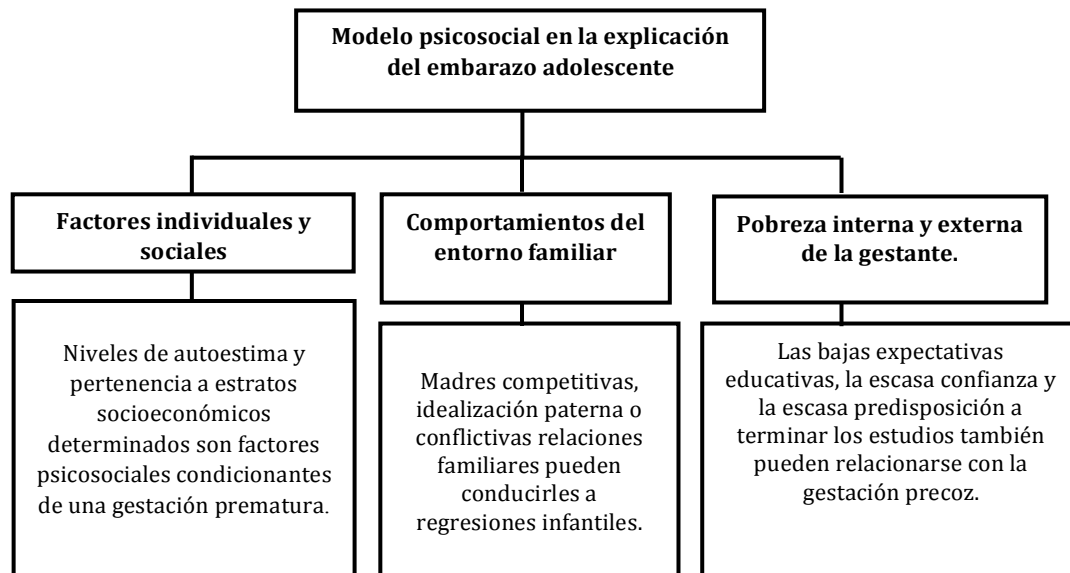 Modelo psicosocial en la explicación
del embarazo adolescente
Factores individuales y
sociales
Comportamientos del
entorno familiar
Pobreza interna y externa
de la gestante.
Niveles de autoestima y
pertenencia a estratos
socioeconómicos
determinados son factores
psicosociales condicionantes
de una gestación prematura.
Madres competitivas,
idealización paterna o
conflictivas relaciones
familiares pueden
conducirles a
regresiones infantiles.
Las bajas expectativas
educativas, la escasa confianza y
la escasa predisposición a
terminar los estudios también
pueden relacionarse con la
gestación precoz.